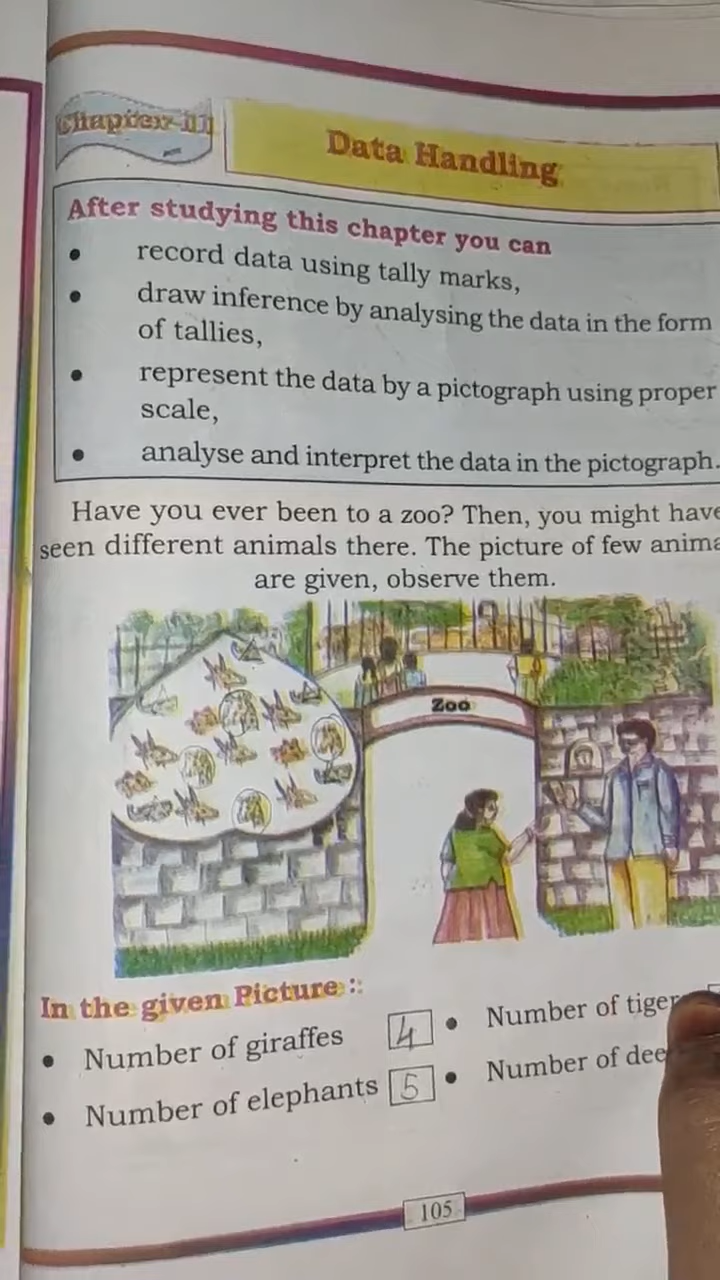 Chapter-11
Data Handling
After studying this chapter you can
• record data using tally marks,
• draw inference by analysing the data in the form
of tallies,
• represent the data by a pictograph using proper
scale,
• analyse and interpret the data in the pictograph.
Have you ever been to a zoo? Then, you might have
seen different animals there. The picture of few
are given, observe them.
Zoo
In the given Picture :
• Number of giraffes 4 • Number of
• Number of elephants 5 • Number of
105